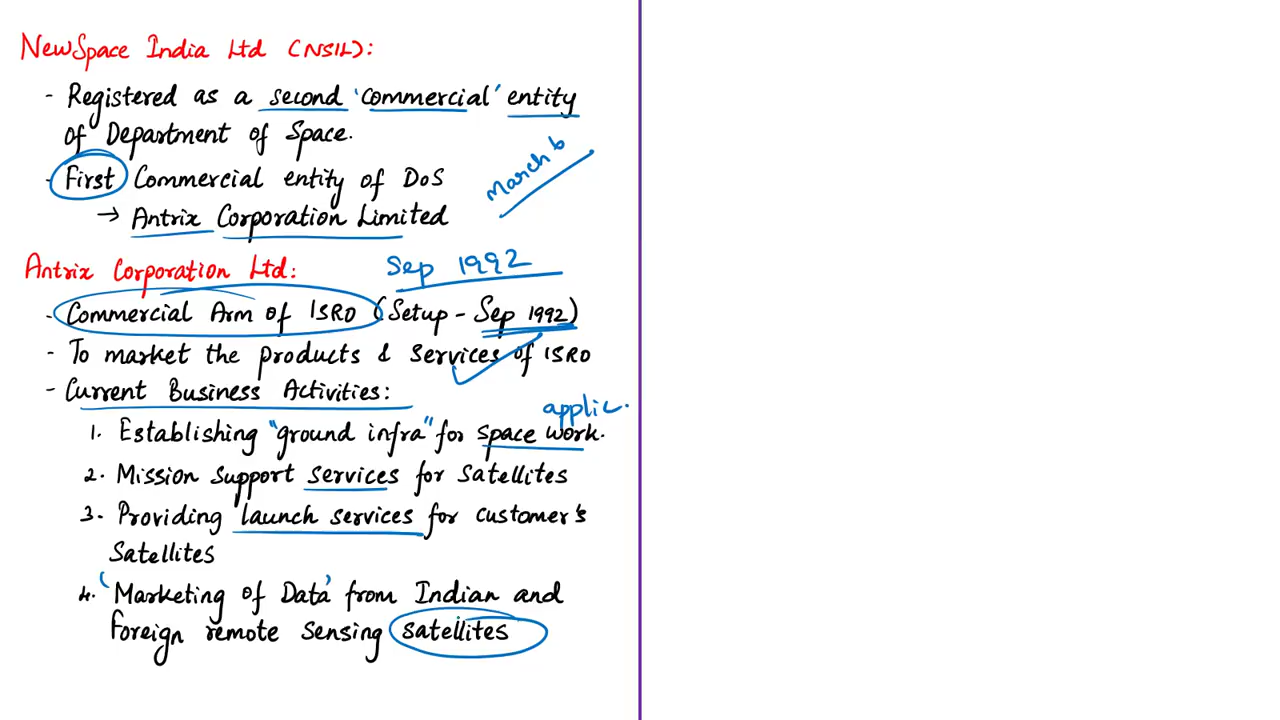 NewSpace India Ltd (NSIL):
- Registered as a second 'commercial' entity
of Department of Space.
March 6
- First Commercial entity of DoS
→ Antrix Corporation Limited
Antrix Corporation Ltd: Sep 1992
- Commercial Arm of ISRO (Setup - Sep 1992)
- To market the products & services of ISRO
- Current Business Activities:
applic.
1. Establishing "ground infra" for space work.
2. Mission support services for satellites
3. Providing launch services for customer's
satellites
4. 'Marketing of Data' from Indian and
foreign remote sensing satellites